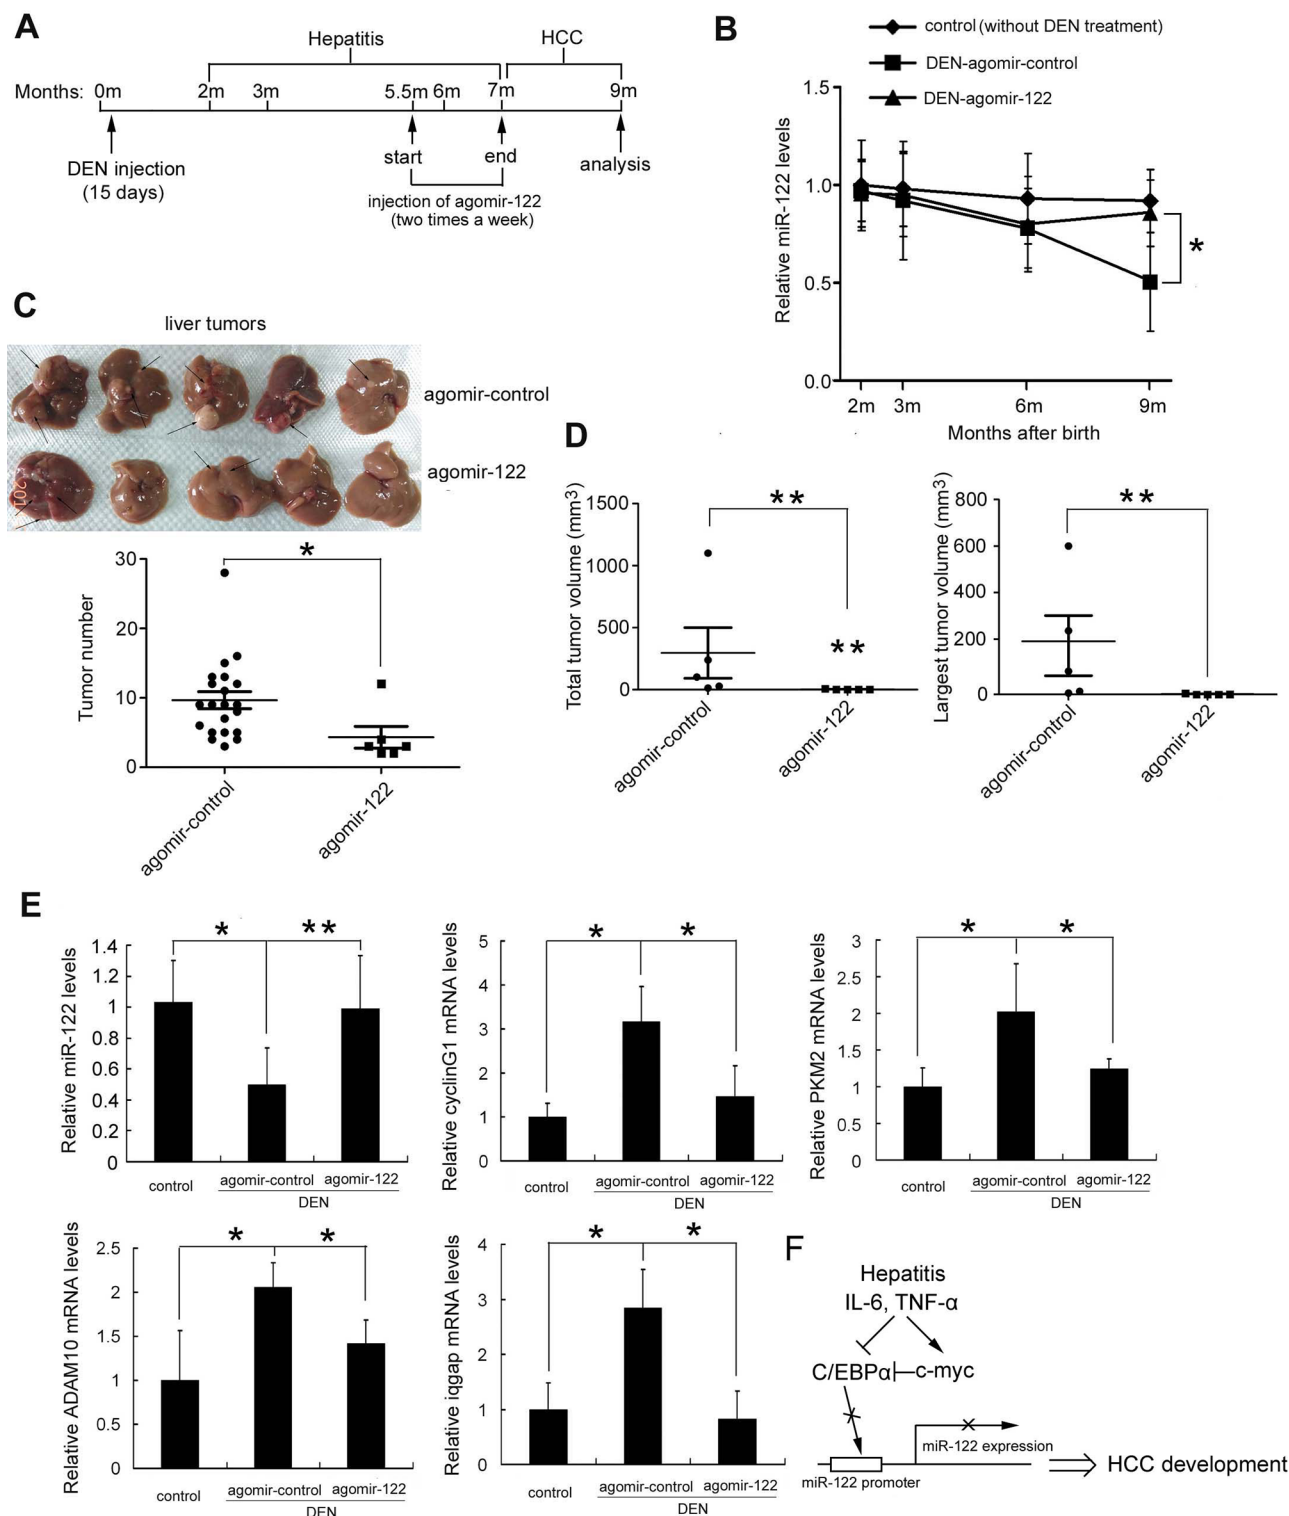 A
Hepatitis
HCC
Months: 0m 2m 3m 5.5m 6m 7m 9m
DEN injection
(15 days)
start
end
analysis
injection of agomir-122
(two times a week)
B
control (without DEN treatment)
DEN-agomir-control
DEN-agomir-122
Relative miR-122 levels
1.5
1.0
0.5
0.0
*
2m 3m 6m 9m
Months after birth
C
liver tumors
agomir-control
agomir-122
201
Tumor number
30
20
10
0
*
agomir-control
agomir-122
D
Total tumor volume (mm3)
1500
1000
500
0
**
**
agomir-control
agomir-122
Largest tumor volume (mm3)
800
600
400
200
0
**
agomir-control
agomir-122
E
Relative miR-122 levels
1.4
1.2
1
0.8
0.6
0.4
0.2
0
* **
control agomir-control agomir-122
DEN
Relative cyclinG1 mRNA levels
5
4
3
2
1
0
* *
control agomir-control agomir-122
DEN
Relative PKM2 mRNA levels
3
2.5
2
1.5
1
0.5
0
* *
control agomir-control agomir-122
DEN
Relative ADAM10 mRNA levels
2.5
2
1.5
1
0.5
0
* *
control agomir-control agomir-122
DEN
Relative iqgap mRNA levels
4
3
2
1
0
* *
control agomir-control agomir-122
DEN
F
Hepatitis
IL-6, TNF-α
C/EBPα c-myc
miR-122 expression
miR-122 promoter
HCC development